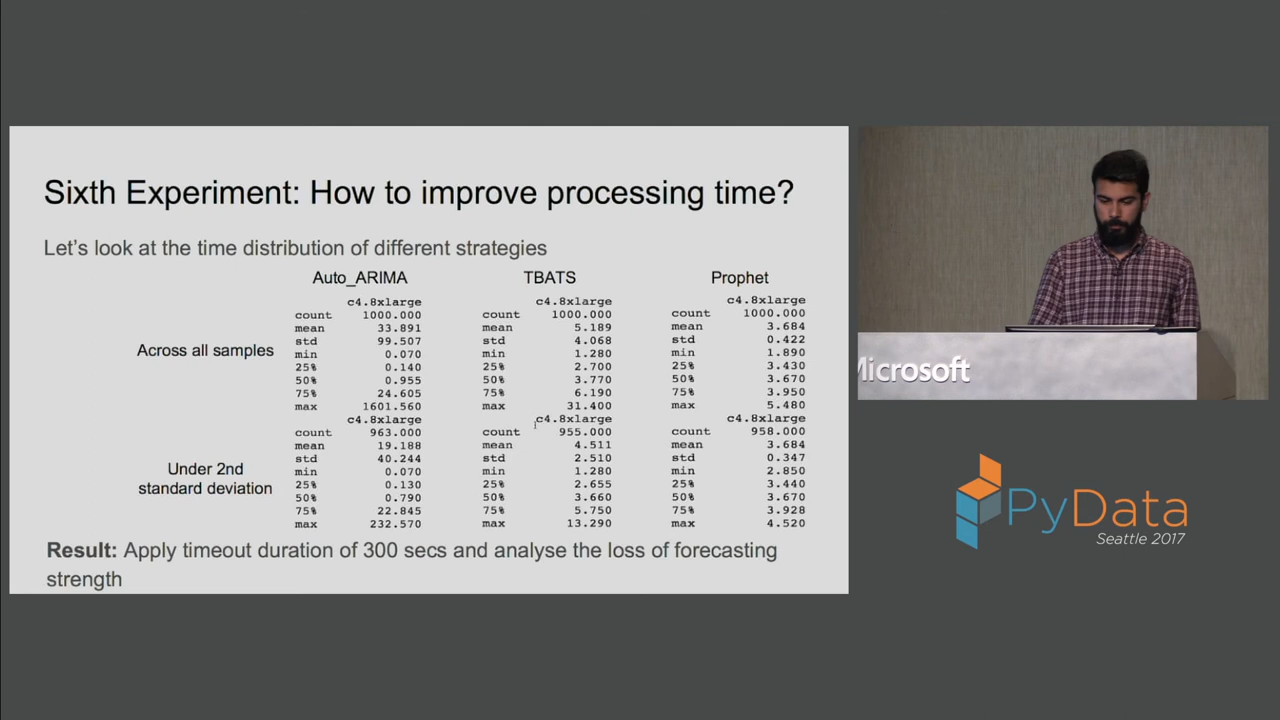 Sixth Experiment: How to improve processing time?
Let's look at the time distribution of different strategies
Auto_ARIMA TBATS Prophet
c4.8xlarge c4.8xlarge c4.8xlarge
count 1000.000 count 1000.000 count 1000.000
mean 33.891 mean 5.189 mean 3.684
std 99.507 std 4.068 std 0.422
Across all samples
min 0.070 min 1.280 min 1.890
25% 0.140 25% 2.700 25% 3.430
50% 0.955 50% 3.770 50% 3.670
75% 24.605 75% 6.190 75% 3.950
max 1601.560 max 31.400 max 5.480
c4.8xlarge c4.8xlarge c4.8xlarge
count 963.000 count 955.000 count 958.000
mean 19.188 mean 4.511 mean 3.684
std 40.244 std 2.510 std 0.347
Under 2nd
standard deviation
min 0.070 min 1.280 min 2.850
25% 0.130 25% 2.655 25% 3.440
50% 0.790 50% 3.660 50% 3.670
75% 22.845 75% 5.750 75% 3.928
max 232.570 max 13.290 max 4.520
Result: Apply timeout duration of 300 secs and analyse the loss of forecasting
strength
Microsoft
PyData
Seattle 2017